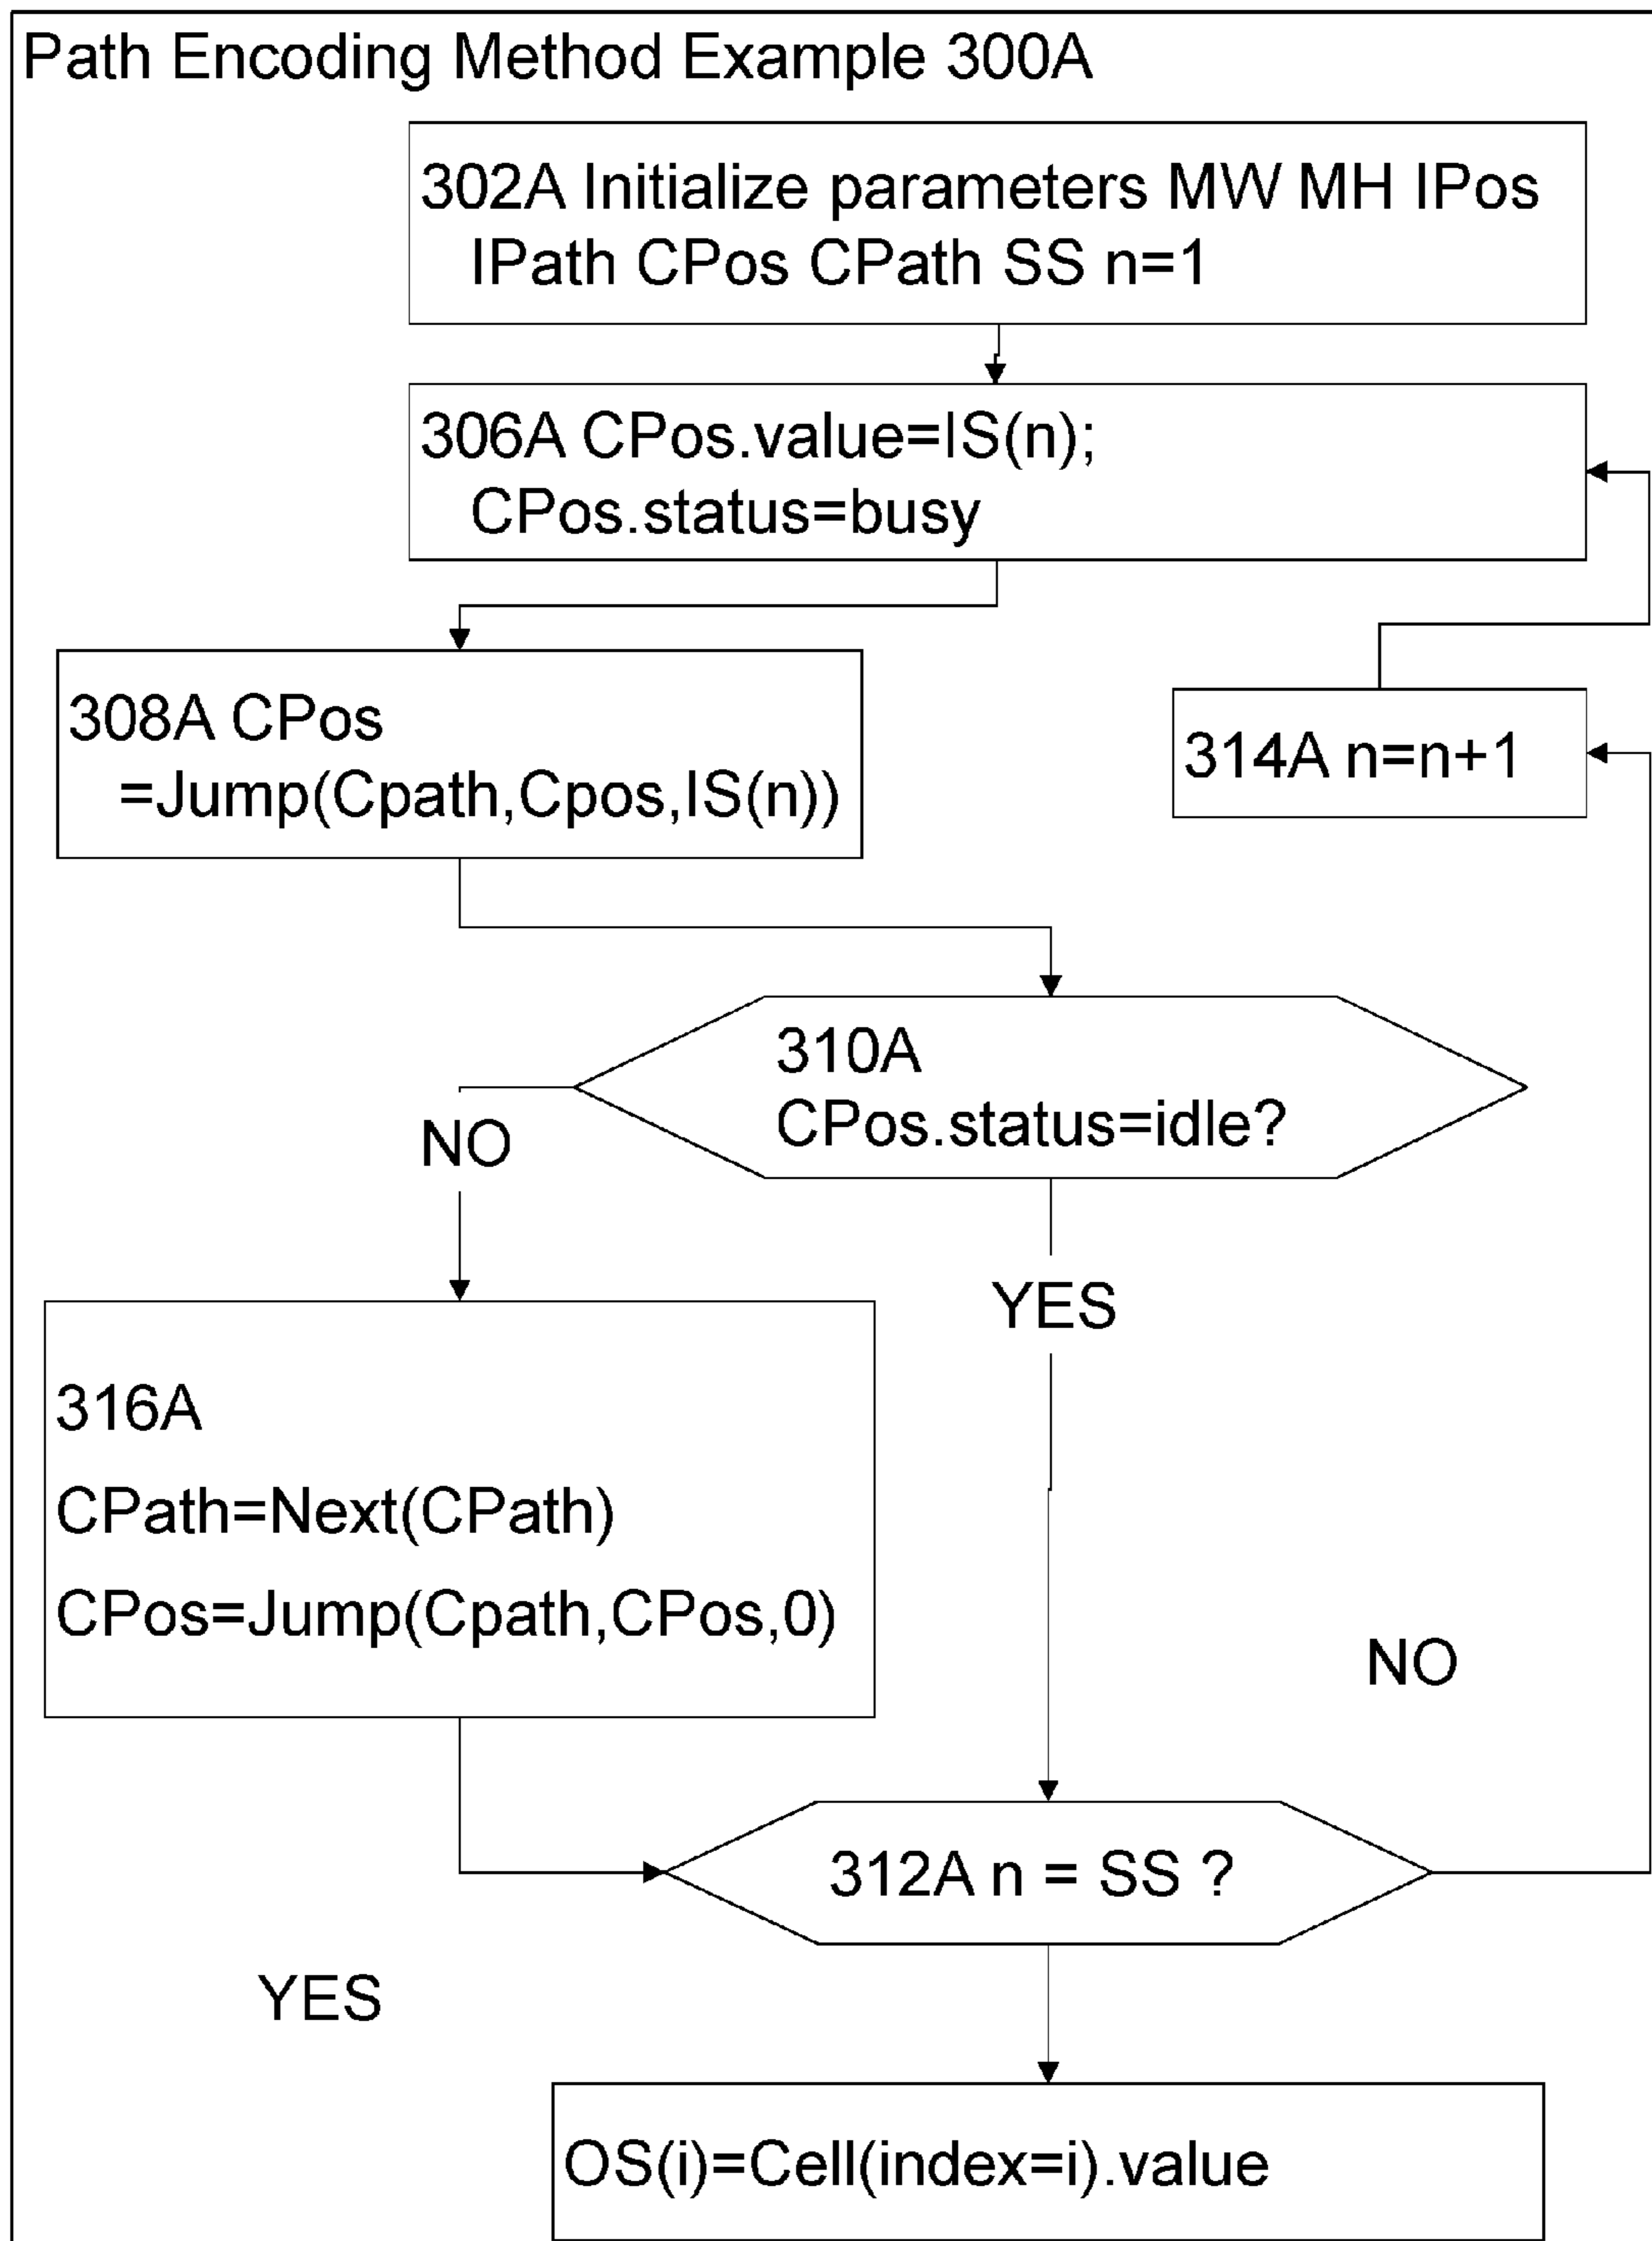 Path Encoding Method Example 300A
302A Initialize parameters MW MH IPos
IPath CPos CPath SS n=1
306A CPos.value=IS(n);
CPos.status=busy
308A CPos
=Jump(Cpath,Cpos,IS(n))
314A n=n+1
310A
CPos.status=idle?
NO
YES
316A
CPath=Next(CPath)
CPos=Jump(Cpath,CPos,0)
NO
312A n = SS ?
YES
OS(i)=Cell(index=i).value